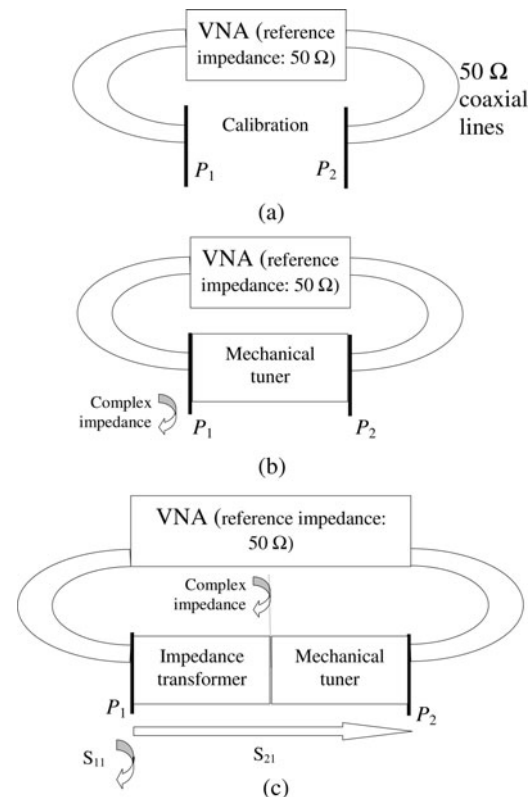 VNA (reference
impedance: 50 Ω)
50 Ω
coaxial
lines
Calibration
P1
P2
(a)
VNA (reference
impedance: 50 Ω)
Mechanical
tuner
Complex
impedance
P1
P2
(b)
VNA (reference impedance:
50 Ω)
Complex
impedance
Impedance
transformer
Mechanical
tuner
P1
P2
S11
S21
(c)